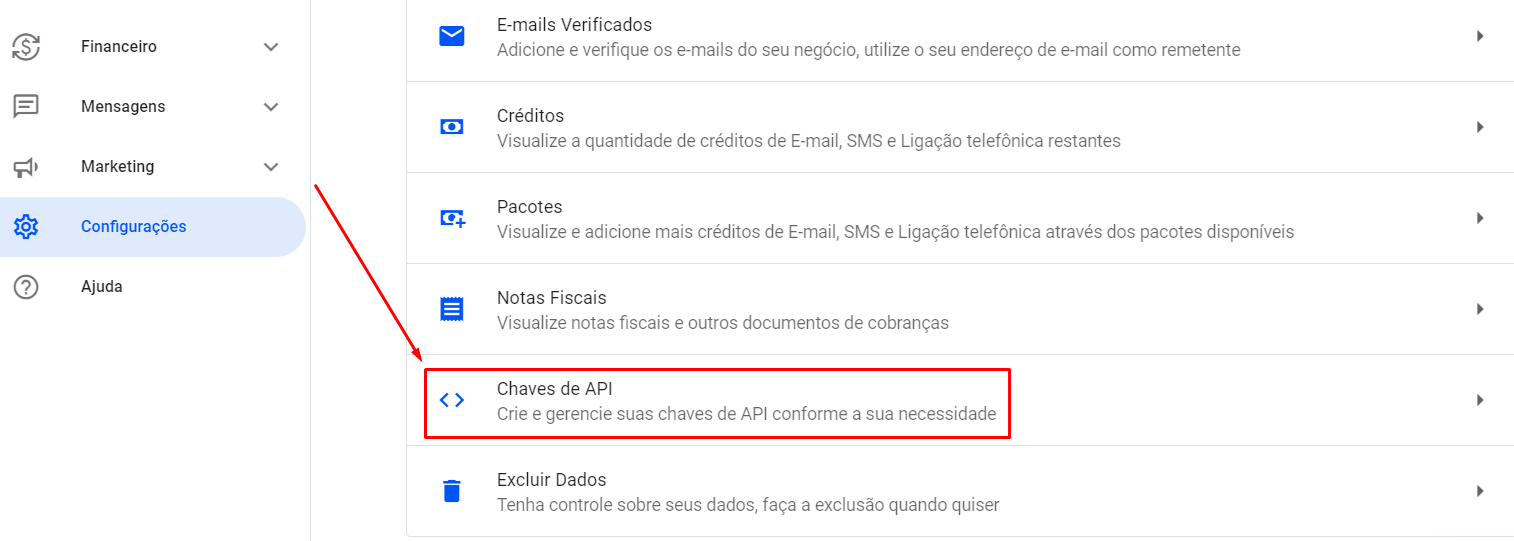 Financeiro
Mensagens
Marketing
Configurações
Ajuda
E-mails Verificados
Adicione e verifique os e-mails do seu negócio, utilize o seu endereço de e-mail como remetente
Créditos
Visualize a quantidade de créditos de E-mail, SMS e Ligação telefônica restantes
Pacotes
Visualize e adicione mais créditos de E-mail, SMS e Ligação telefônica através dos pacotes disponíveis
Notas Fiscais
Visualize notas fiscais e outros documentos de cobranças
Chaves de API
Crie e gerencie suas chaves de API conforme a sua necessidade
Excluir Dados
Tenha controle sobre seus dados, faça a exclusão quando quiser